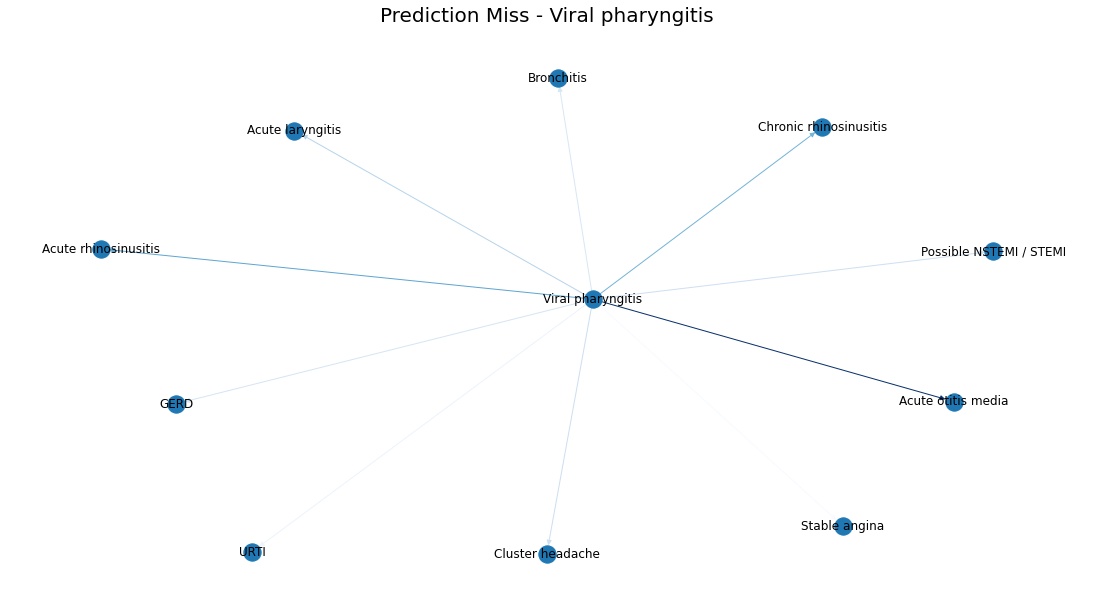 Prediction Miss - Viral pharyngitis
Bronchitis
Chronic rhinosinusitis
Acute laryngitis
Acute rhinosinusitis
Possible NSTEMI / STEMI
Viral pharyngitis
Acute otitis media
GERD
Stable angina
URTI
Cluster headache